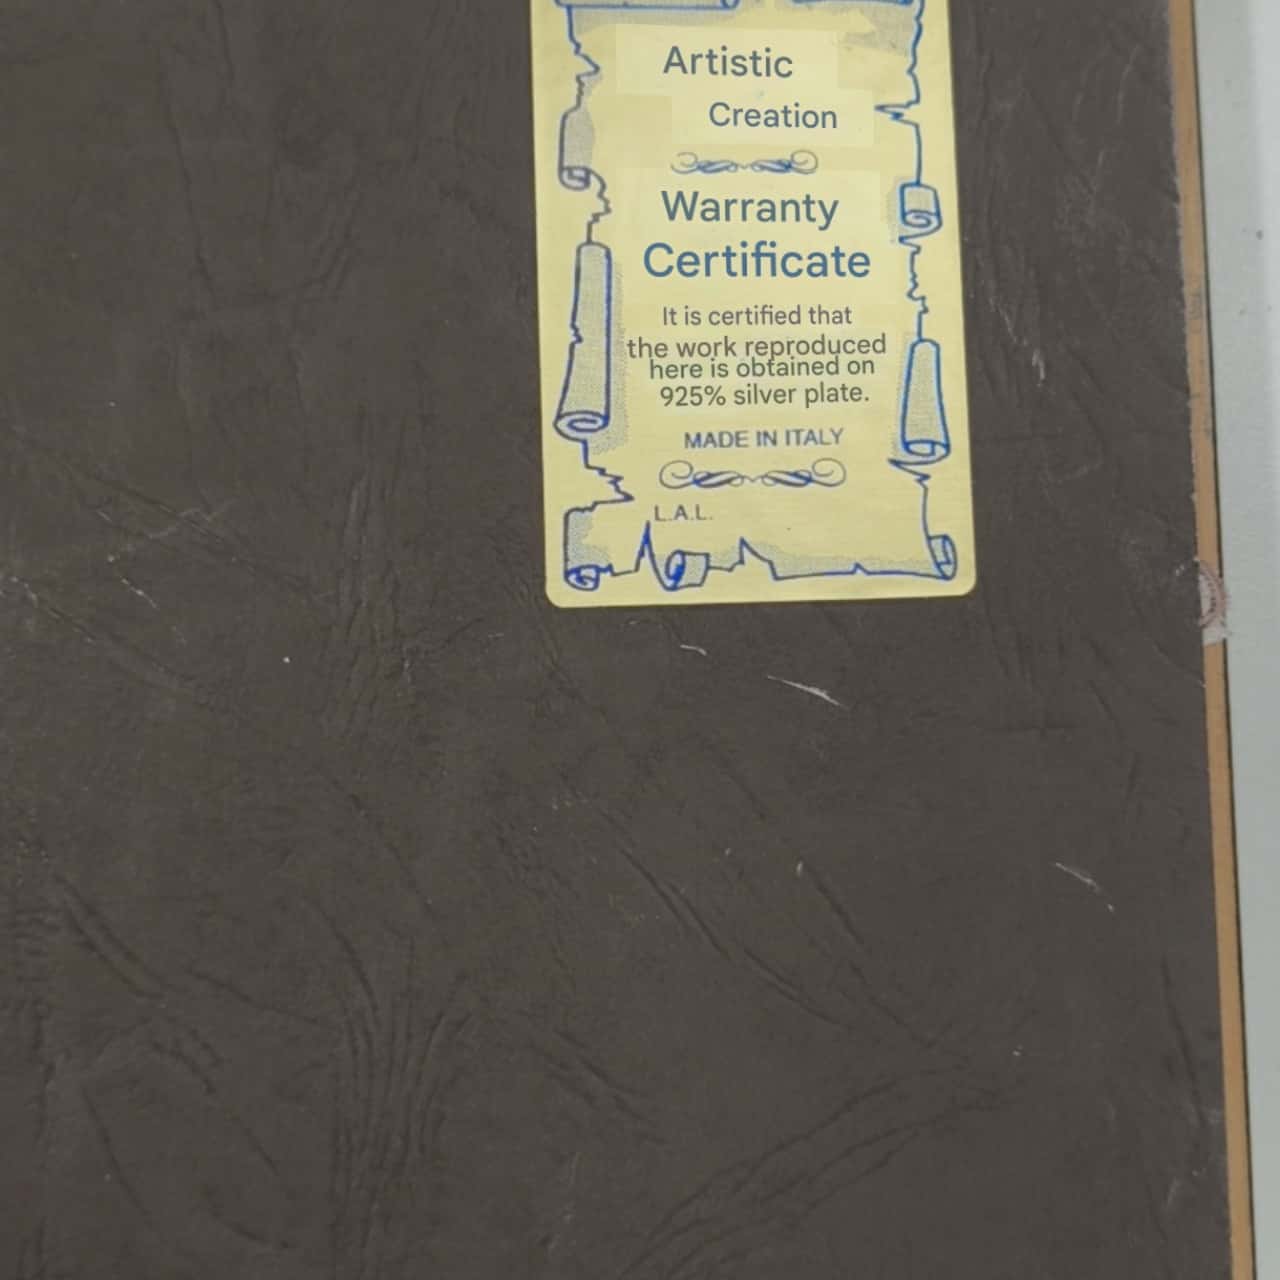 Artistic
Creation
Warranty
Certificate
It is certified that
the work reproduced
here is obtained on
925% silver plate.
MADE IN ITALY
L.A.L.